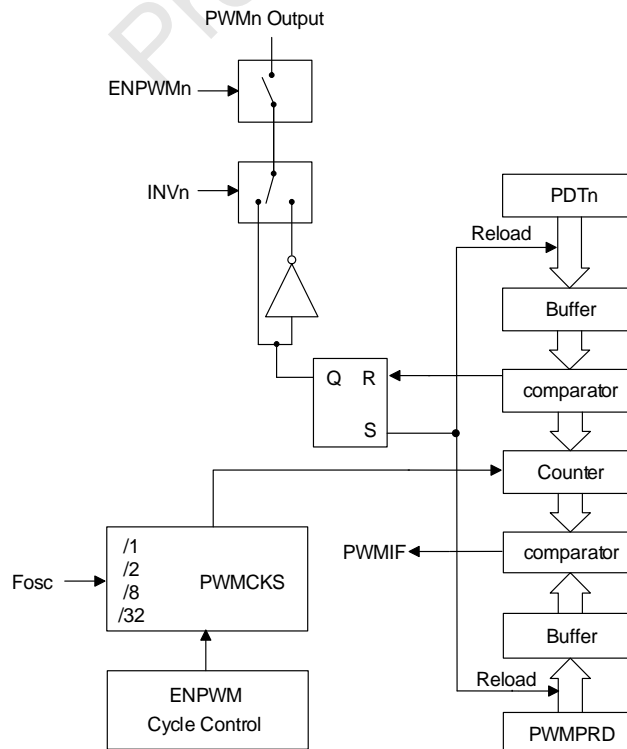 PWMn Output
ENPWMn
INVn
PDTn
Reload
Buffer
Q R
comparator
S
Counter
/1
/2
/8
/32
PWMCKS
Fosc
PWMIF
comparator
Buffer
ENPWM
Cycle Control
Reload
PWMPRD